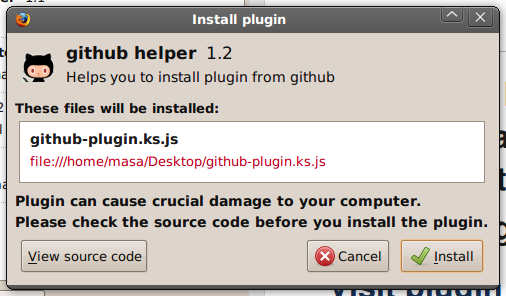 Install plugin
github helper 1.2
Helps you to install plugin from github
These files will be installed:
github-plugin.ks.js
file:///home/masa/Desktop/github-plugin.ks.js
Plugin can cause crucial damage to your computer.
Please check the source code before you install the plugin.
View source code
Cancel
Install